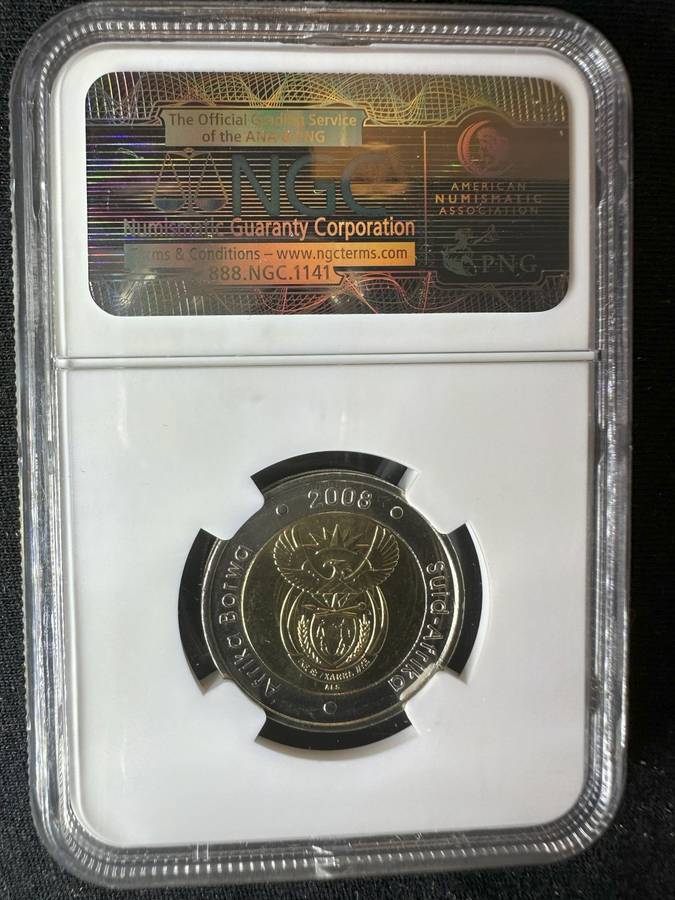 The Official Grading Service
of the ANA & PNG
NGC
Numismatic Guaranty Corporation
Terms & Conditions – www.ngcterms.com
888.NGC.1141
AMERICAN
NUMISMATIC
ASSOCIATION
PNG
2008
Afrika Borwa
Suid-Afrika
ALS